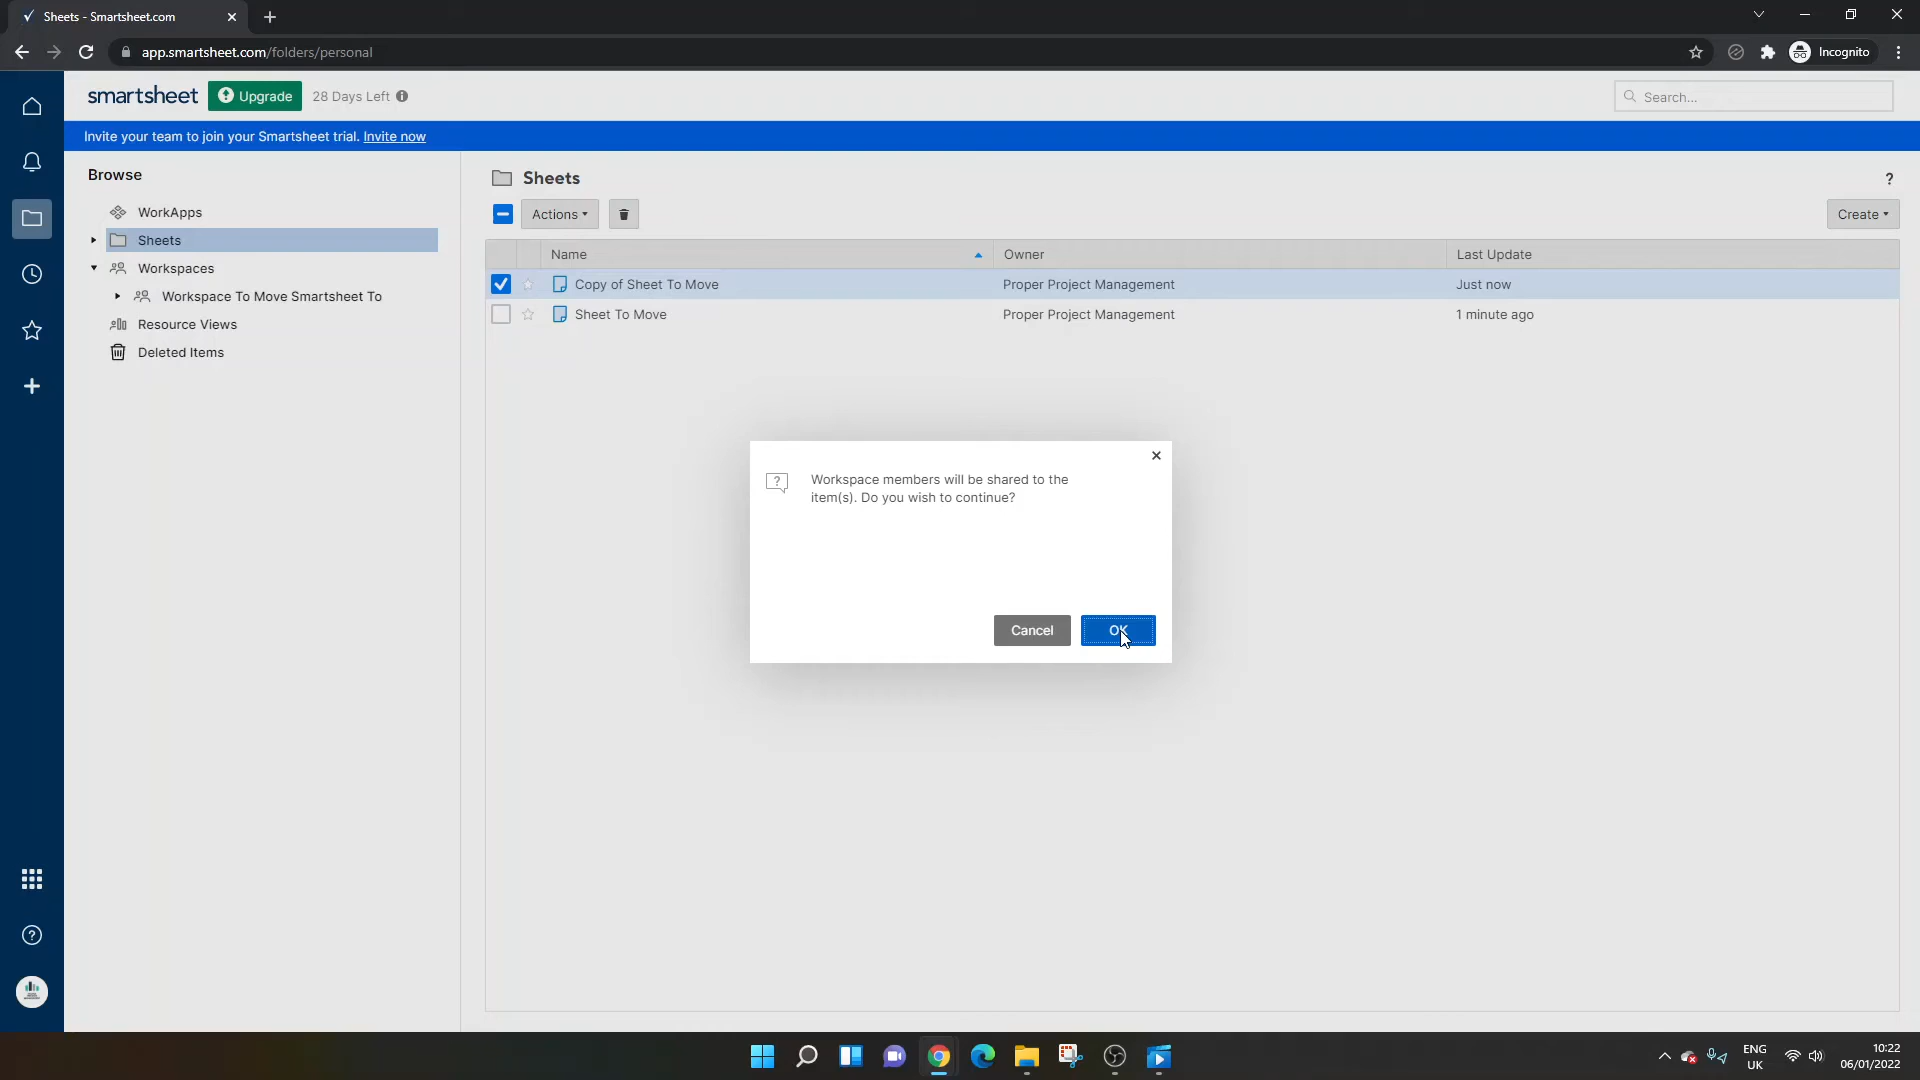 Sheets - Smartsheet.com
app.smartsheet.com/folders/personal
Incognito
smartsheet
Upgrade
28 Days Left
Search...
Invite your team to join your Smartsheet trial. Invite now
Browse
WorkApps
Sheets
Workspaces
Workspace To Move Smartsheet To
Resource Views
Deleted Items
Sheets
?
Actions
Create
Name
Owner
Last Update
Copy of Sheet To Move
Proper Project Management
Just now
Sheet To Move
Proper Project Management
1 minute ago
Workspace members will be shared to the
item(s). Do you wish to continue?
Cancel
OK
ENG
UK
10:22
06/01/2022